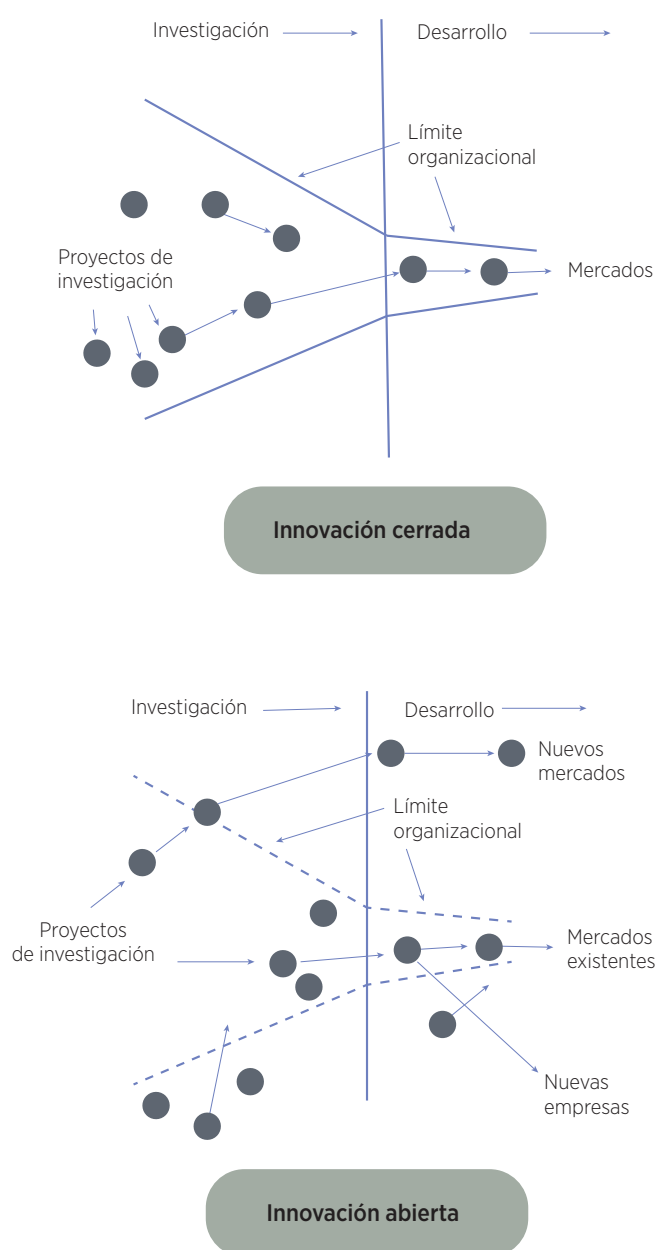 Investigación
Desarrollo
Límite
organizacional
Proyectos de
investigación
Mercados
Innovación cerrada
Investigación
Desarrollo
Nuevos
mercados
Límite
organizacional
Proyectos
de investigación
Mercados
existentes
Nuevas
empresas
Innovación abierta